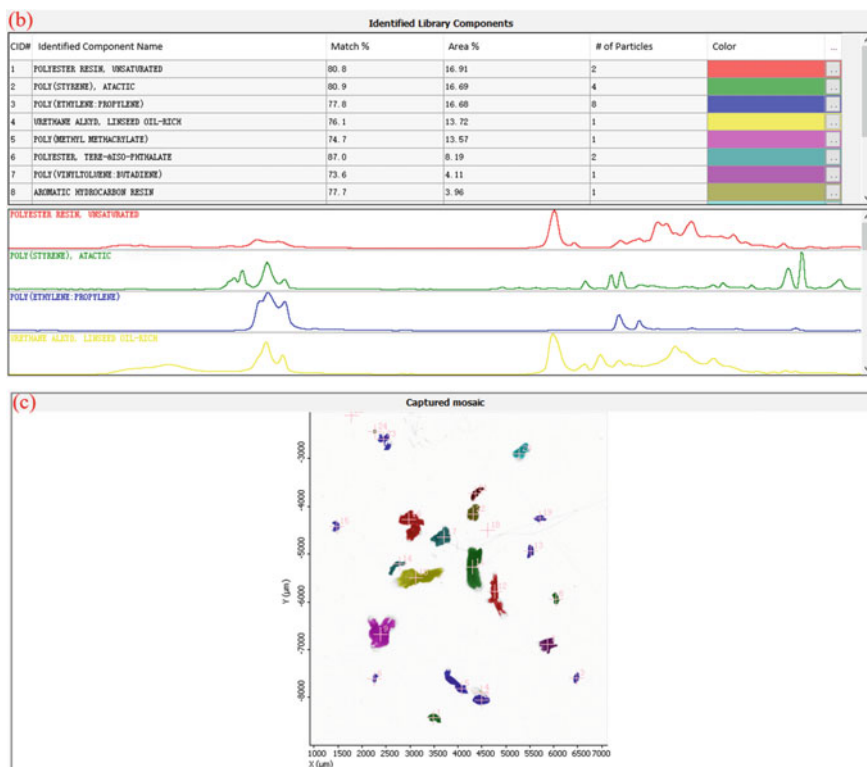 (b)
Identified Library Components
CID# Identified Component Name Match % Area % # of Particles Color ...
1 POLYESTER RESIN, UNSATURATED 80.8 16.91 2 ..
2 POLY(STYRENE), ATACTIC 80.9 16.69 4 ..
3 POLY(ETHYLENE:PROPYLENE) 77.8 16.68 8 ..
4 URETHANE ALKYD, LINSEED OIL-RICH 76.1 13.72 1 ..
5 POLY(METHYL METHACRYLATE) 74.7 13.57 1 ..
6 POLYESTER, TERE-&ISO-PHTHALATE 87.0 8.19 2 ..
7 POLY(VINYLTOLUENE:BUTADIENE) 73.6 4.11 1 ..
8 AROMATIC HYDROCARBON RESIN 77.7 3.96 1 ..
POLYESTER RESIN, UNSATURATED
POLY(STYRENE), ATACTIC
POLY(ETHYLENE:PROPYLENE)
URETHANE ALKYD, LINSEED OIL-RICH
(c)
Captured mosaic
-3000
-4000
-5000
Y (µm)
-6000
-7000
-8000
1000 1500 2000 2500 3000 3500 4000 4500 5000 5500 6000 6500 7000
X (µm)